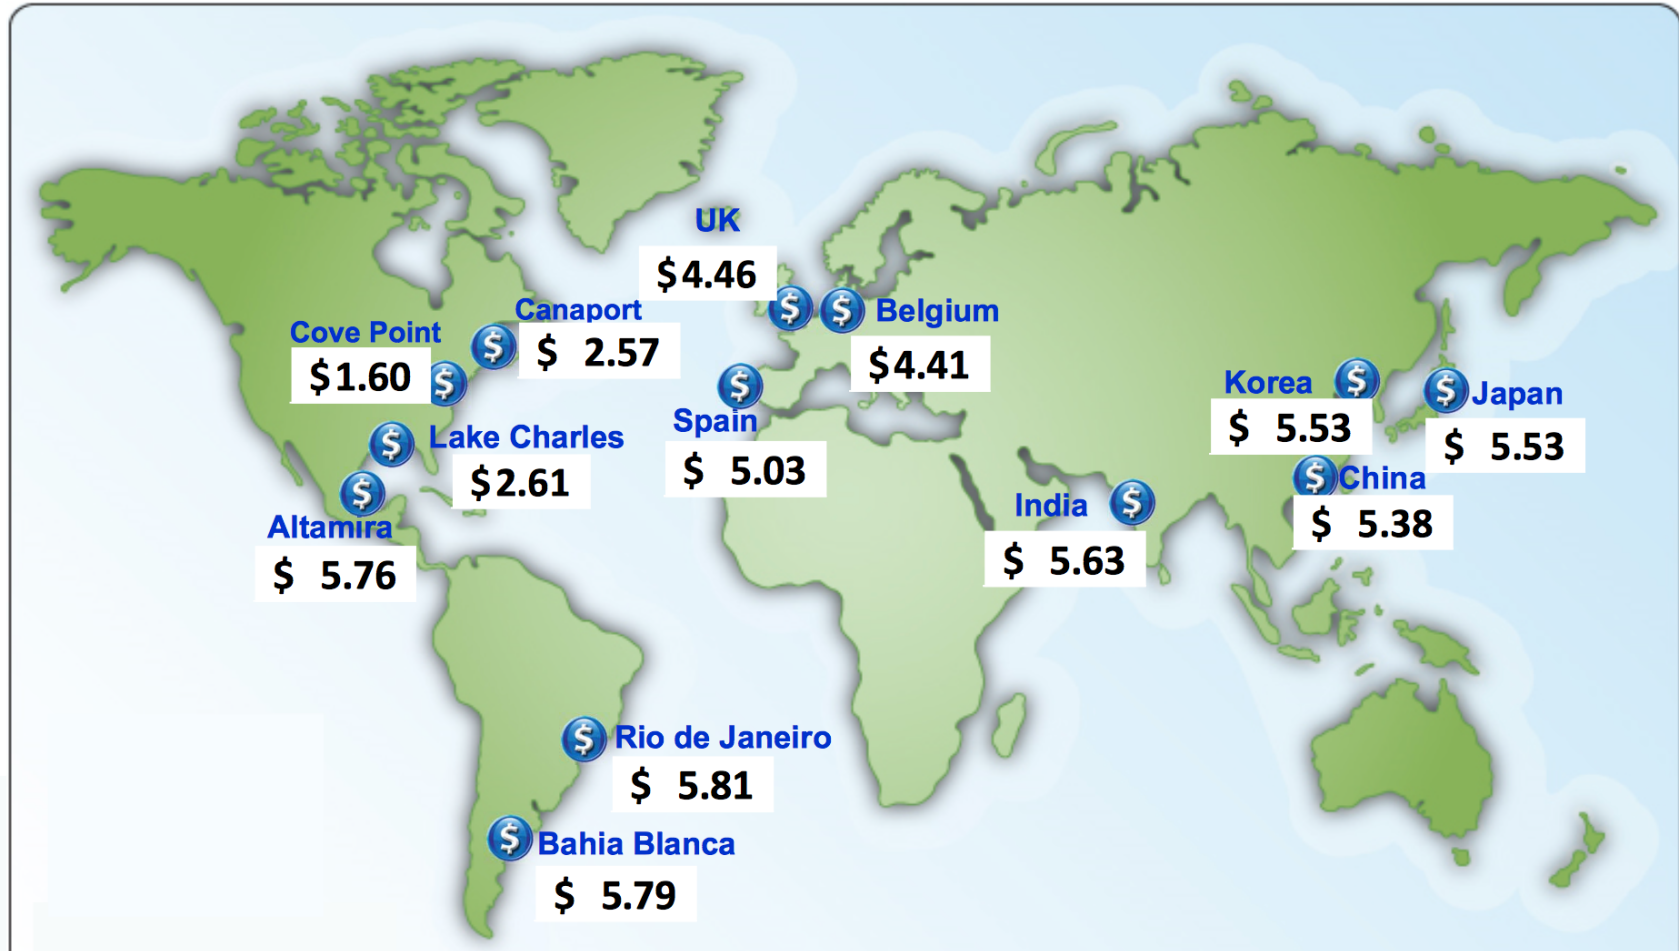 UK
$4.46
Canaport
$ 2.57
Cove Point
$1.60
Belgium
$4.41
Lake Charles
$2.61
Altamira
$ 5.76
Spain
$ 5.03
Korea
$ 5.53
Japan
$ 5.53
China
$ 5.38
India
$ 5.63
Rio de Janeiro
$ 5.81
Bahia Blanca
$ 5.79